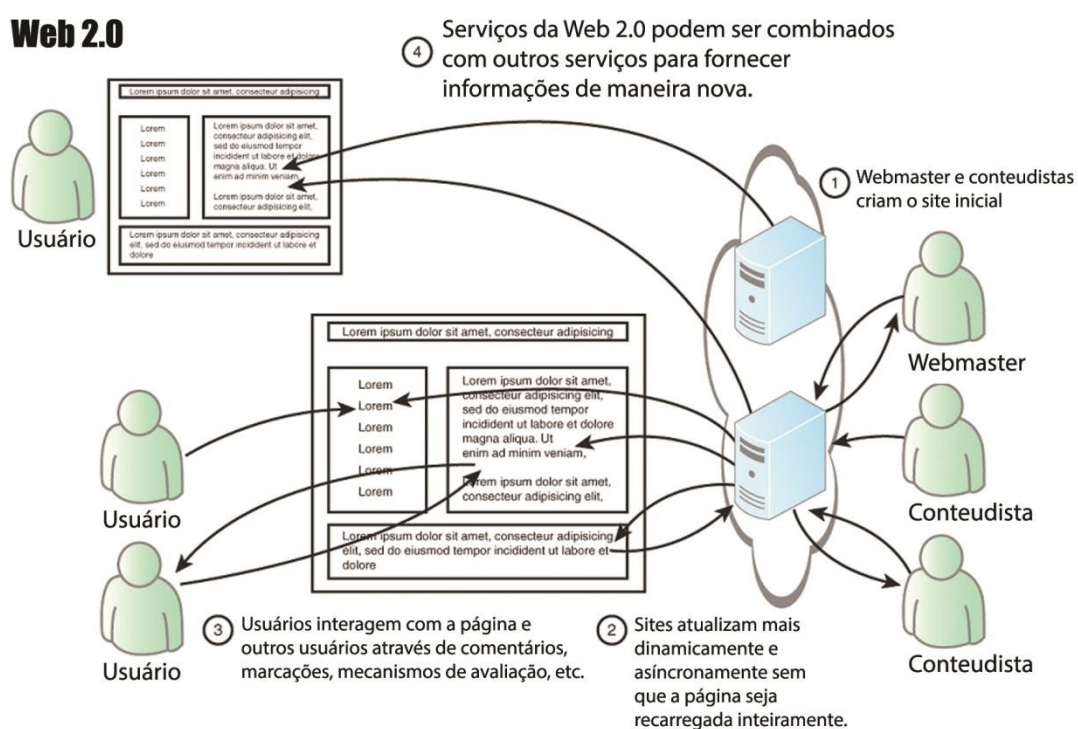 Web 2.0
4
Serviços da Web 2.0 podem ser combinados
com outros serviços para fornecer
informações de maneira nova.
Lorem ipsum dolor sit amet, consecteur adipisicing
Lorem
Lorem
Lorem
Lorem
Lorem
Lorem
Lorem ipsum dolor sit amet,
consecteur adipisicing elit,
sed do eiusmod tempor
incididunt ut labore et dolore
magna aliqua. Ut
enim ad minim veniam,
Lorem ipsum dolor sit amet,
consecteur adipisicing elit,
Lorem ipsum dolor sit amet, consecteur adipisicing
elit, sed do eiusmod tempor incidident ut labore et
dolore
Usuário
1
Webmaster e conteudistas
criam o site inicial
Webmaster
Lorem ipsum dolor sit amet, consecteur adipisicing
Lorem
Lorem
Lorem
Lorem
Lorem
Lorem
Lorem ipsum dolor sit amet,
consecteur adipisicing elit,
sed do eiusmod tempor
incidident ut labore et dolore
magna aliqua. Ut
enim ad minim veniam,
Lorem ipsum dolor sit amet,
consecteur adipisicing elit,
Lorem ipsum dolor sit amet, consecteur adipisicing
elit, sed do eiusmod tempor incidident ut labore et
dolore
Usuário
Conteudista
Usuário
3
Usuários interagem com a página e
outros usuários através de comentários,
marcações, mecanismos de avaliação, etc.
2
Sites atualizam mais
dinamicamente e
asíncronamente sem
que a página seja
recarregada inteiramente.
Conteudista